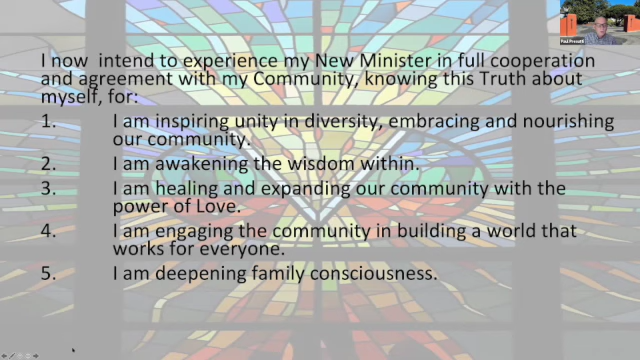 I now intend to experience my New Minister in full cooperation
and agreement with my Community, knowing this Truth about
myself, for:
1. I am inspiring unity in diversity, embracing and nourishing
our community.
2. I am awakening the wisdom within.
3. I am healing and expanding our community with the
power of Love.
4. I am engaging the community in building a world that
works for everyone.
5. I am deepening family consciousness.